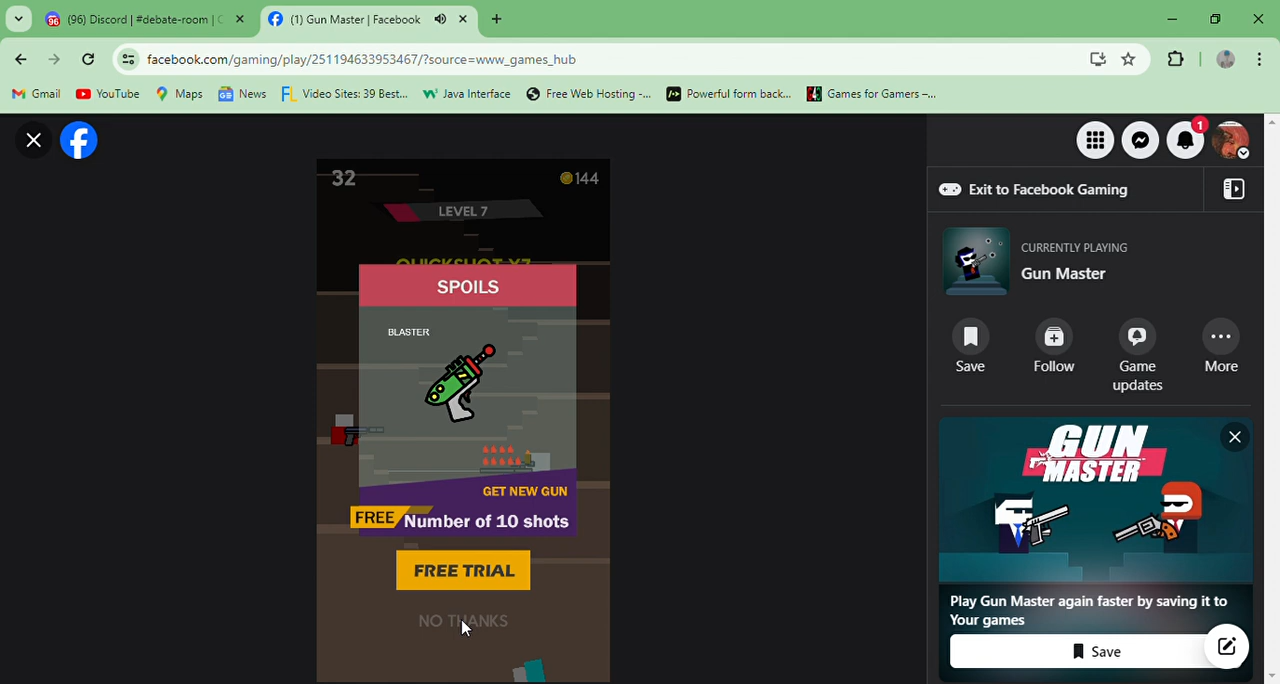 (96) Discord | #debate-room |
(1) Gun Master | Facebook
facebook.com/gaming/play/251194633953467/?source=www_games_hub
Gmail YouTube Maps News Video Sites: 39 Best... Java Interface Free Web Hosting -... Powerful form back... Games for Gamers –...
1
Exit to Facebook Gaming
CURRENTLY PLAYING
Gun Master
Save Follow Game updates More
GUN
MASTER
Play Gun Master again faster by saving it to
Your games
Save
32 144
LEVEL 7
QUICKSHOT X7
SPOILS
BLASTER
GET NEW GUN
FREE Number of 10 shots
FREE TRIAL
NO THANKS